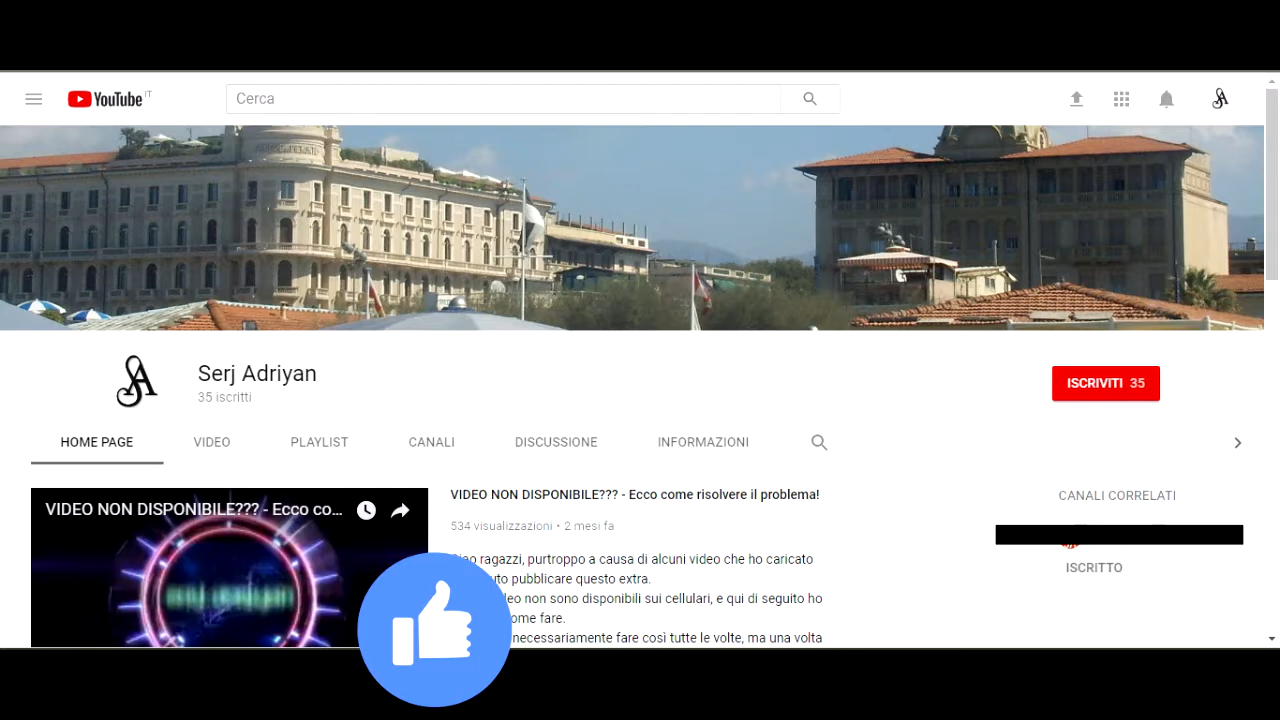 YouTube IT
Cerca
Serj Adriyan
35 iscritti
ISCRIVITI 35
HOME PAGE VIDEO PLAYLIST CANALI DISCUSSIONE INFORMAZIONI
VIDEO NON DISPONIBILE??? - Ecco co...
VIDEO NON DISPONIBILE??? - Ecco come risolvere il problema!
534 visualizzazioni • 2 mesi fa
ragazzi, purtroppo a causa di alcuni video che ho caricato
pubblicare questo extra.
non sono disponibili sui cellulari, e qui di seguito ho
come fare.
necessariamente fare così tutte le volte, ma una volta
CANALI CORRELATI
ISCRITTO